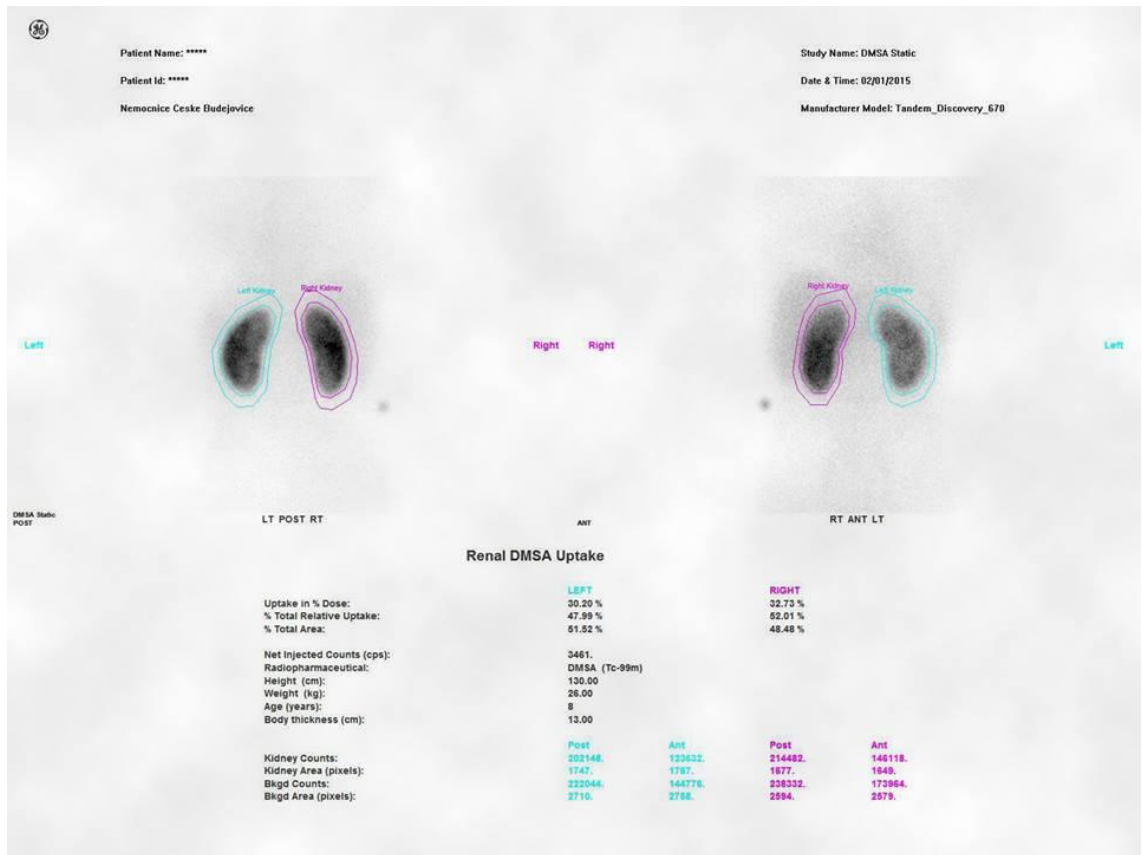 Patient Name: *****
Study Name: DMSA Static
Patient Id: *****
Date & Time: 02/01/2015
Nemocnice Ceske Budejovice
Manufacturer Model: Tandem_Discovery_670
Left Kidney Right Kidney
Right Kidney Left Kidney
Left Right Right Left
DMSA Static
POST
LT POST RT
ANT
RT ANT LT
Renal DMSA Uptake
LEFT RIGHT
Uptake in % Dose: 30.20 % 32.73 %
% Total Relative Uptake: 47.99 % 52.01 %
% Total Area: 51.52 % 48.48 %
Net Injected Counts (cps): 3461.
Radiopharmaceutical: DMSA (Tc-99m)
Height (cm): 130.00
Weight (kg): 26.00
Age (years): 8
Body thickness (cm): 13.00
Post Ant Post Ant
Kidney Counts: 202148. 123632. 214482. 146118.
Kidney Area (pixels): 1747. 1767. 1677. 1649.
Bkgd Counts: 222044. 144776. 236332. 173964.
Bkgd Area (pixels): 2710. 2768. 2594. 2579.